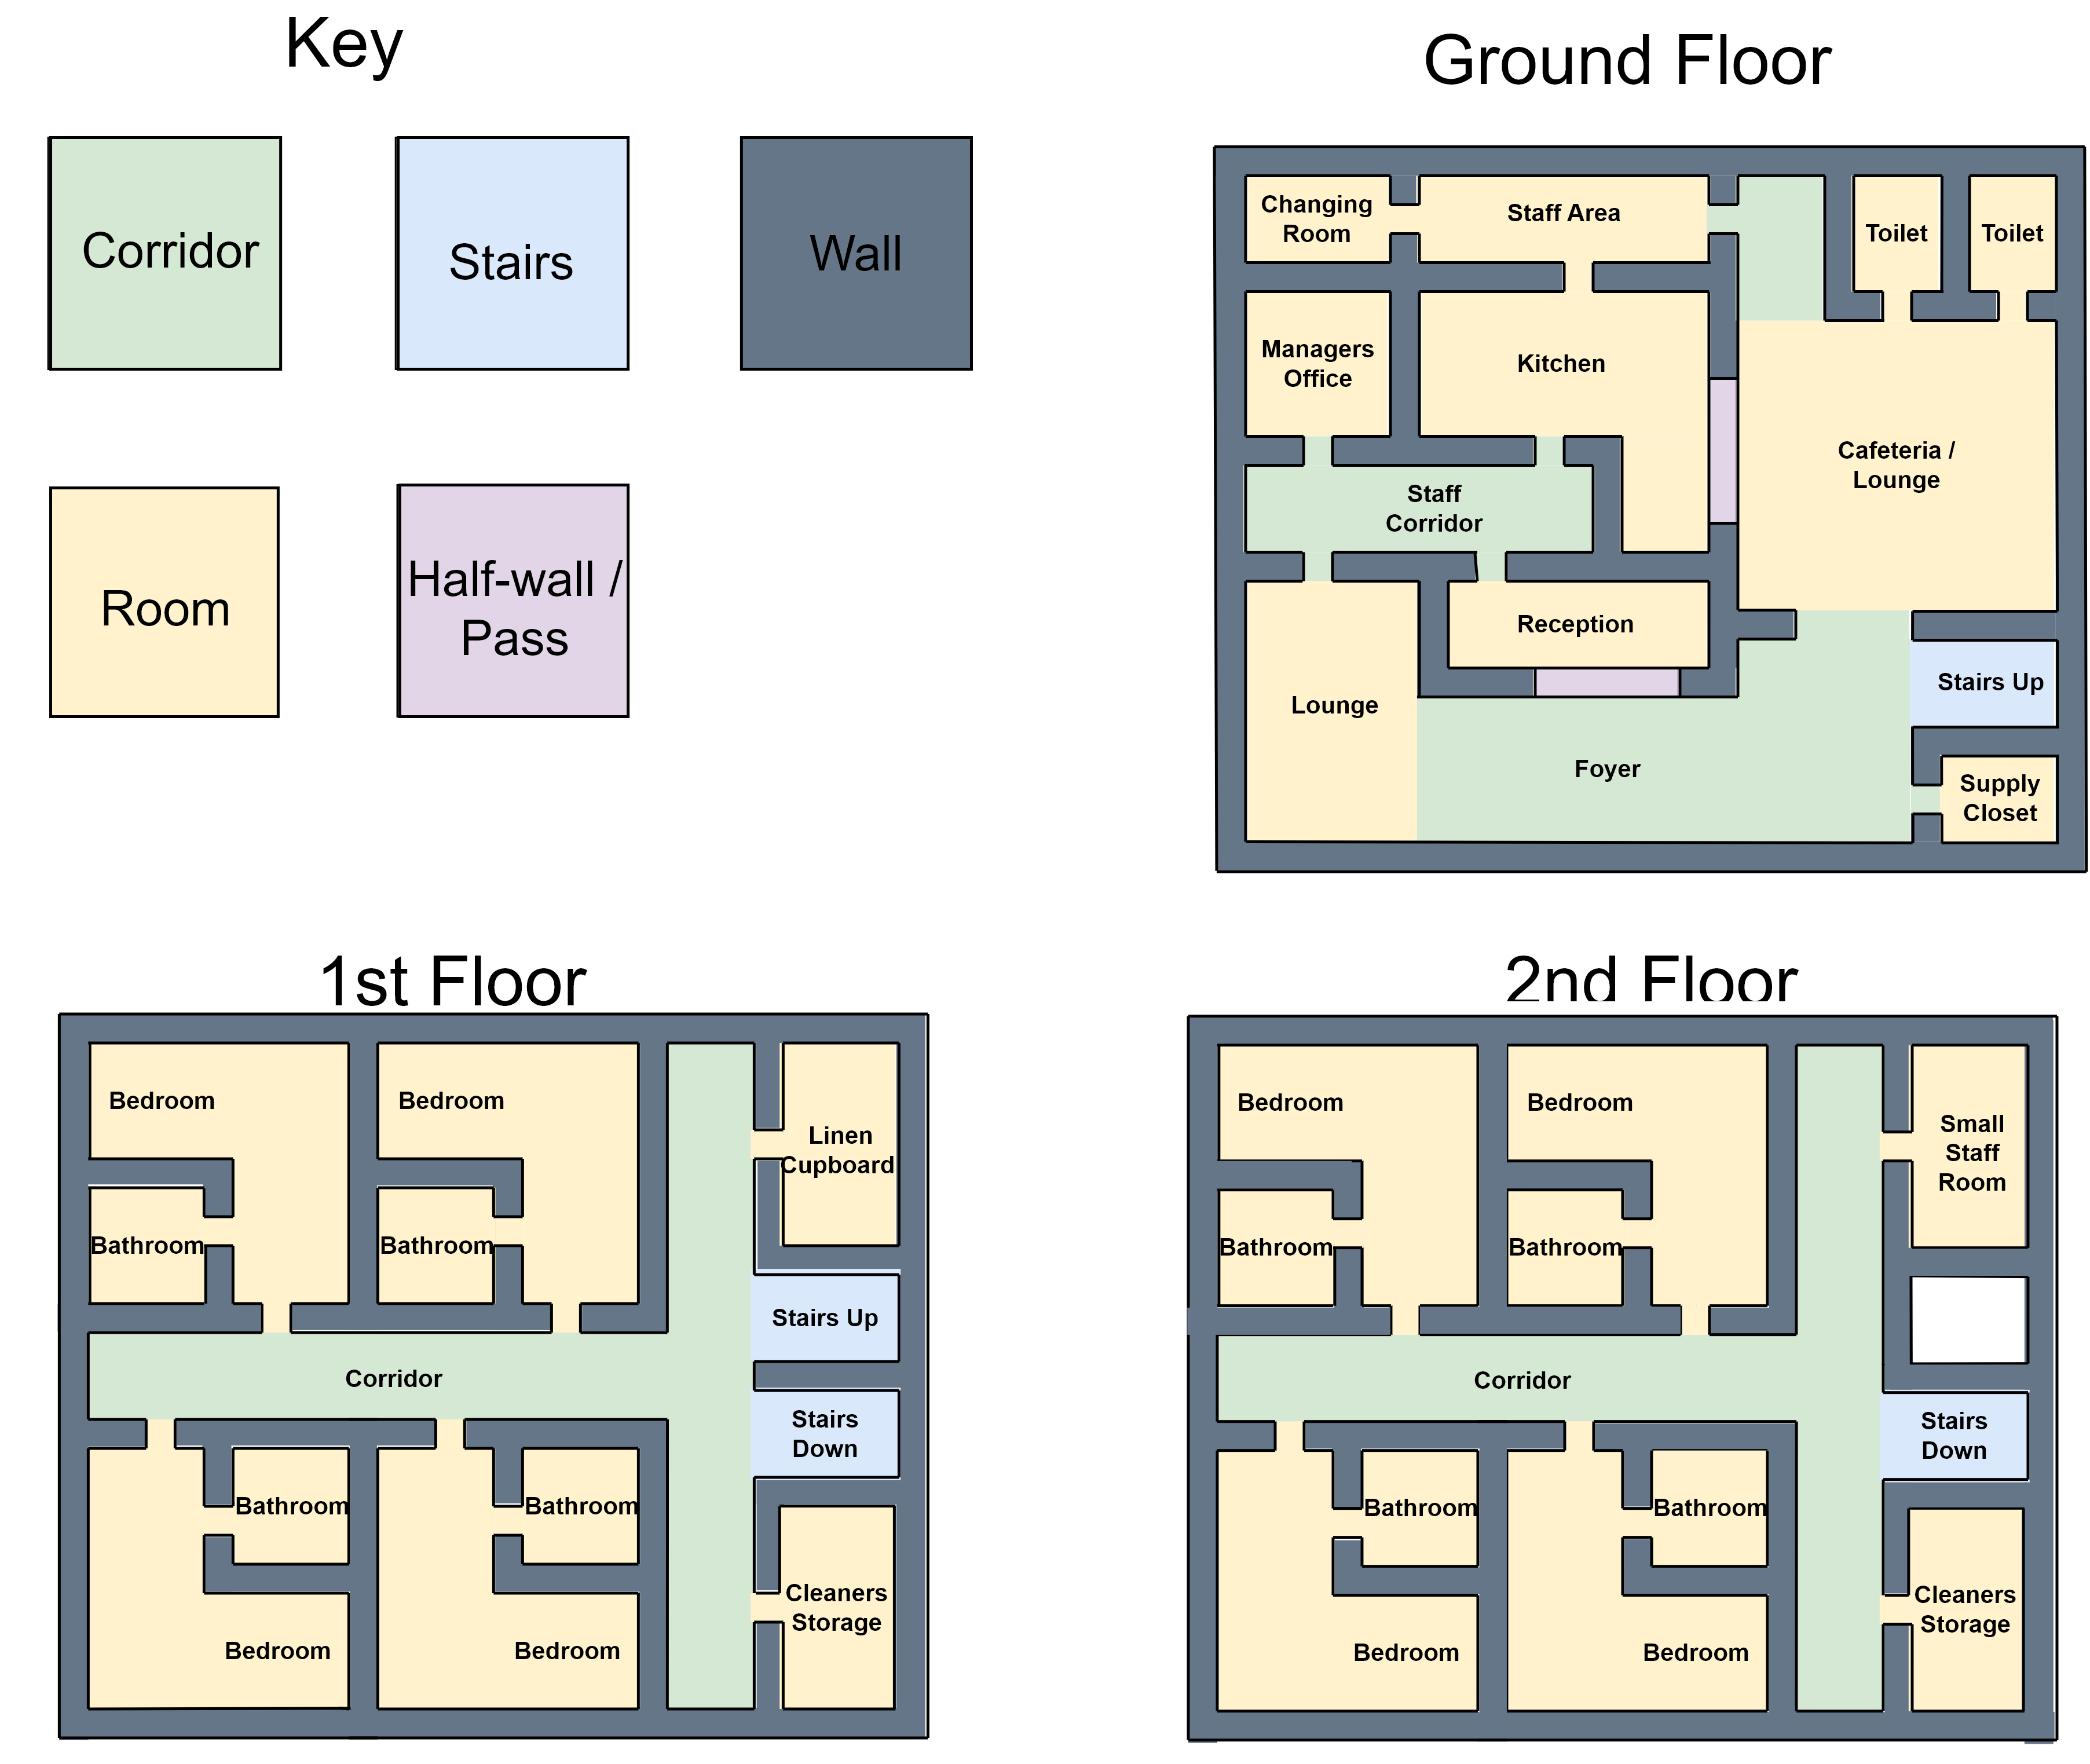 Key
Corridor
Stairs
Wall
Room
Half-wall /
Pass
Ground Floor
Changing
Room
Staff Area
Toilet
Toilet
Managers
Office
Kitchen
Cafeteria /
Lounge
Staff
Corridor
Reception
Lounge
Stairs Up
Foyer
Supply
Closet
1st Floor
Bedroom
Bedroom
Linen
Cupboard
Bathroom
Bathroom
Stairs Up
Corridor
Stairs
Down
Bathroom
Bathroom
Cleaners
Storage
Bedroom
Bedroom
2nd Floor
Bedroom
Bedroom
Small
Staff
Room
Bathroom
Bathroom
Corridor
Stairs
Down
Bathroom
Bathroom
Cleaners
Storage
Bedroom
Bedroom